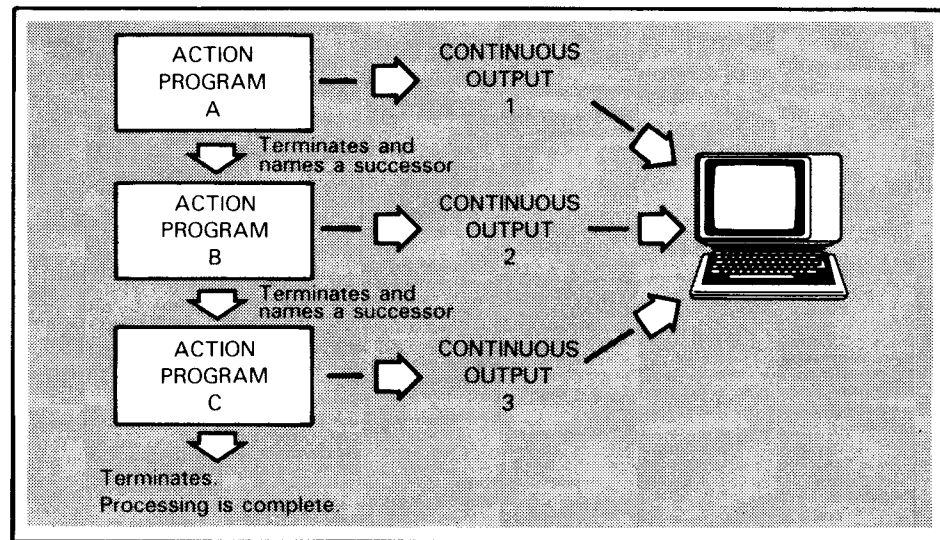 ACTION
PROGRAM
A
CONTINUOUS
OUTPUT
1
Terminates and
names a successor
ACTION
PROGRAM
B
CONTINUOUS
OUTPUT
2
Terminates and
names a successor
ACTION
PROGRAM
C
CONTINUOUS
OUTPUT
3
Terminates.
Processing is complete.